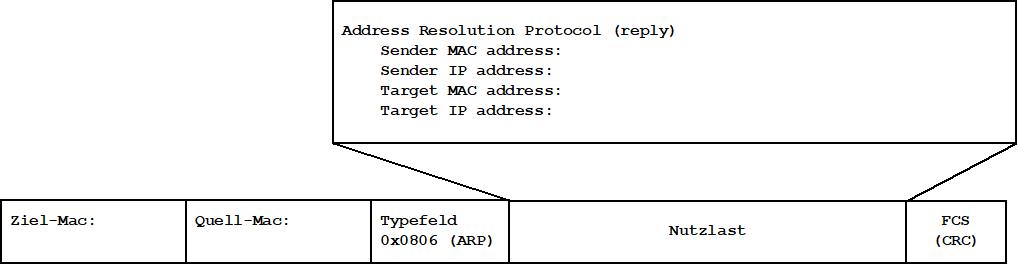 Address Resolution Protocol (reply)
Sender MAC address:
Sender IP address:
Target MAC address:
Target IP address:
Ziel-Mac:
Quell-Mac:
Typefeld
0x0806 (ARP)
Nutzlast
FCS
(CRC)